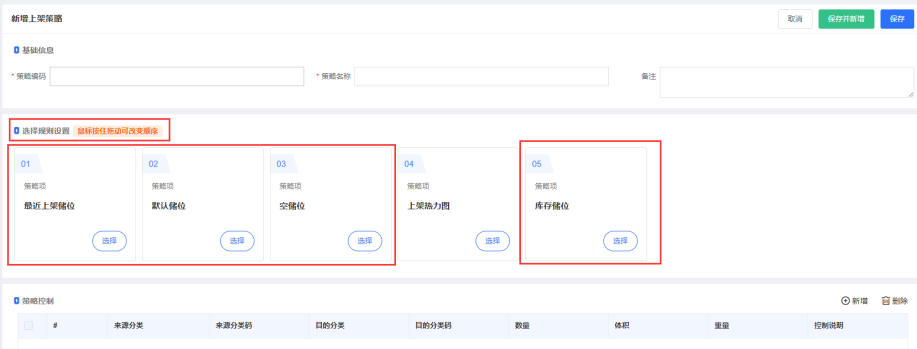 新增上架策略
取消
保存并新增
保存
基础信息
* 策略编码
* 策略名称
备注
选择规则设置 鼠标按住拖动可改变顺序
01
策略项
最近上架储位
选择
02
策略项
默认储位
选择
03
策略项
空储位
选择
04
策略项
上架热力图
选择
05
策略项
库存储位
选择
策略控制
新增
删除
# 来源分类 来源分类码 目的分类 目的分类码 数量 体积 重量 控制说明